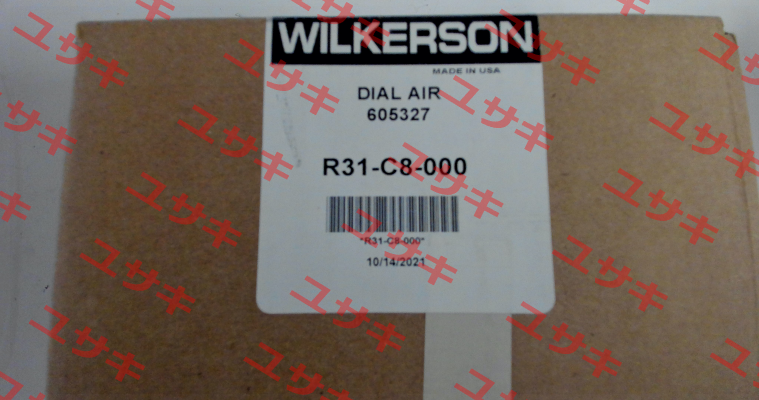 WILKERSON
MADE IN USA
DIAL AIR
605327
R31-C8-000
"R31-C8-000"
10/14/2021
ユサキ